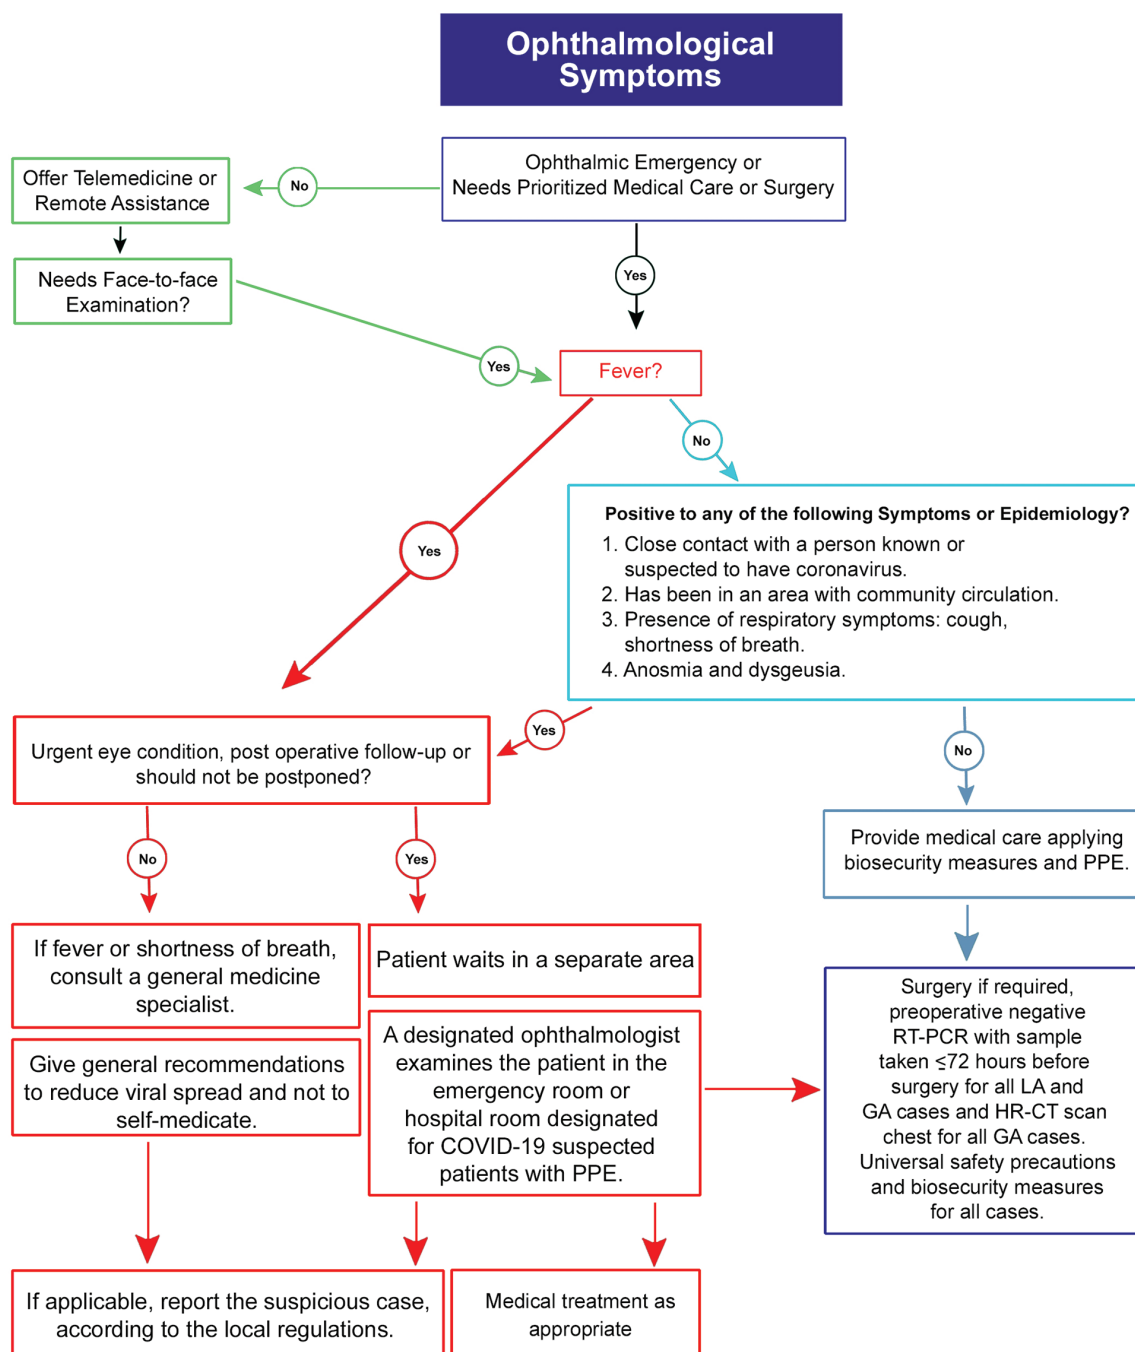 Ophthalmological
Symptoms
Ophthalmic Emergency or
Needs Prioritized Medical Care or Surgery
No
Offer Telemedicine or
Remote Assistance
Needs Face-to-face
Examination?
Yes
Yes
Fever?
No
Yes
Positive to any of the following Symptoms or Epidemiology?
1. Close contact with a person known or
suspected to have coronavirus.
2. Has been in an area with community circulation.
3. Presence of respiratory symptoms: cough,
shortness of breath.
4. Anosmia and dysgeusia.
Yes
No
Urgent eye condition, post operative follow-up or
should not be postponed?
No
Yes
Provide medical care applying
biosecurity measures and PPE.
If fever or shortness of breath,
consult a general medicine
specialist.
Give general recommendations
to reduce viral spread and not to
self-medicate.
Patient waits in a separate area
A designated ophthalmologist
examines the patient in the
emergency room or
hospital room designated
for COVID-19 suspected
patients with PPE.
Surgery if required,
preoperative negative
RT-PCR with sample
taken ≤72 hours before
surgery for all LA and
GA cases and HR-CT scan
chest for all GA cases.
Universal safety precautions
and biosecurity measures
for all cases.
If applicable, report the suspicious case,
according to the local regulations.
Medical treatment as
appropriate